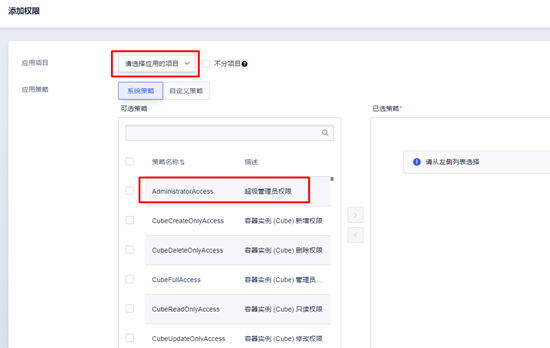 添加权限
应用项目
请选择应用的项目
不分项目
应用策略
系统策略 自定义策略
可选策略
已选策略*
策略名称 描述
请从左侧列表选择
AdministratorAccess 超级管理员权限
CubeCreateOnlyAccess 容器实例 (Cube) 新增权限
CubeDeleteOnlyAccess 容器实例 (Cube) 删除权限
CubeFullAccess 容器实例 (Cube) 管理员...
CubeReadOnlyAccess 容器实例 (Cube) 只读权限
CubeUpdateOnlyAccess 容器实例 (Cube) 修改权限